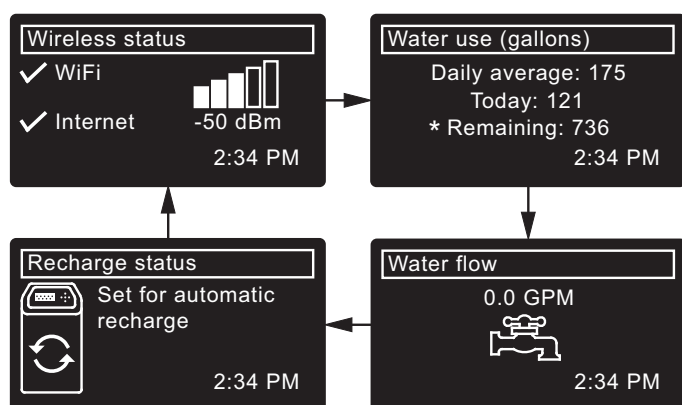 Wireless status
WiFi
Internet
-50 dBm
2:34 PM
Water use (gallons)
Daily average: 175
Today: 121
* Remaining: 736
2:34 PM
Recharge status
Set for automatic
recharge
2:34 PM
Water flow
0.0 GPM
2:34 PM